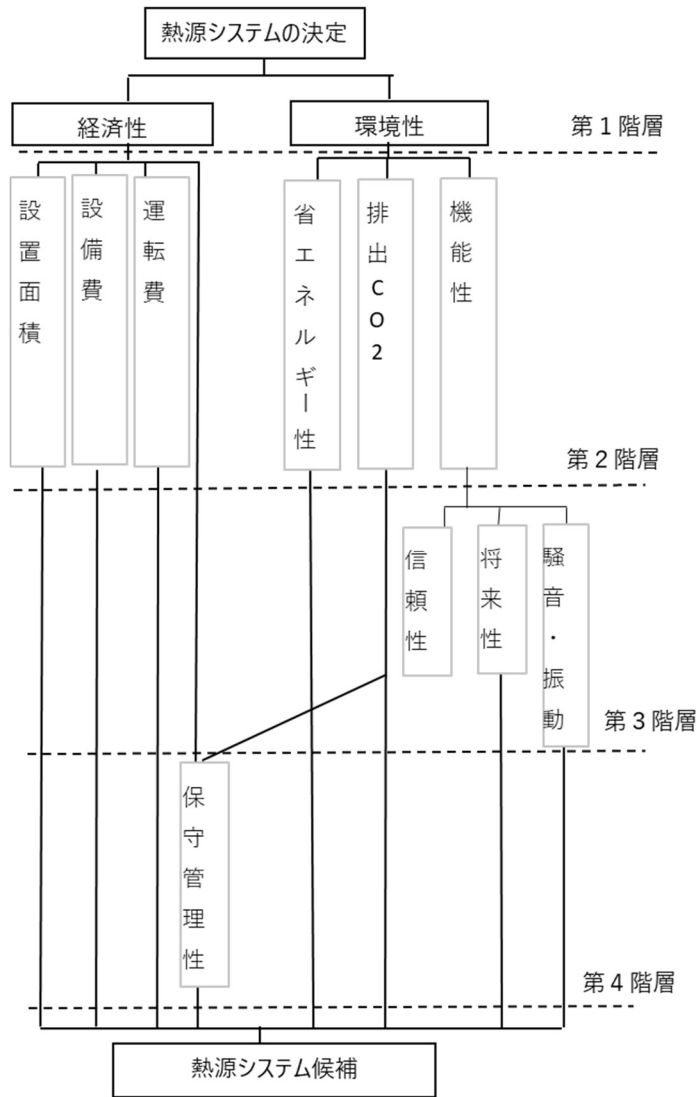 熱源システムの決定
経済性
環境性
第1階層
設置面積
設備費
運転費
省エネルギー性
排出CO2
機能性
第2階層
信頼性
将来性
騒音・振動
第3階層
保守管理性
第4階層
熱源システム候補